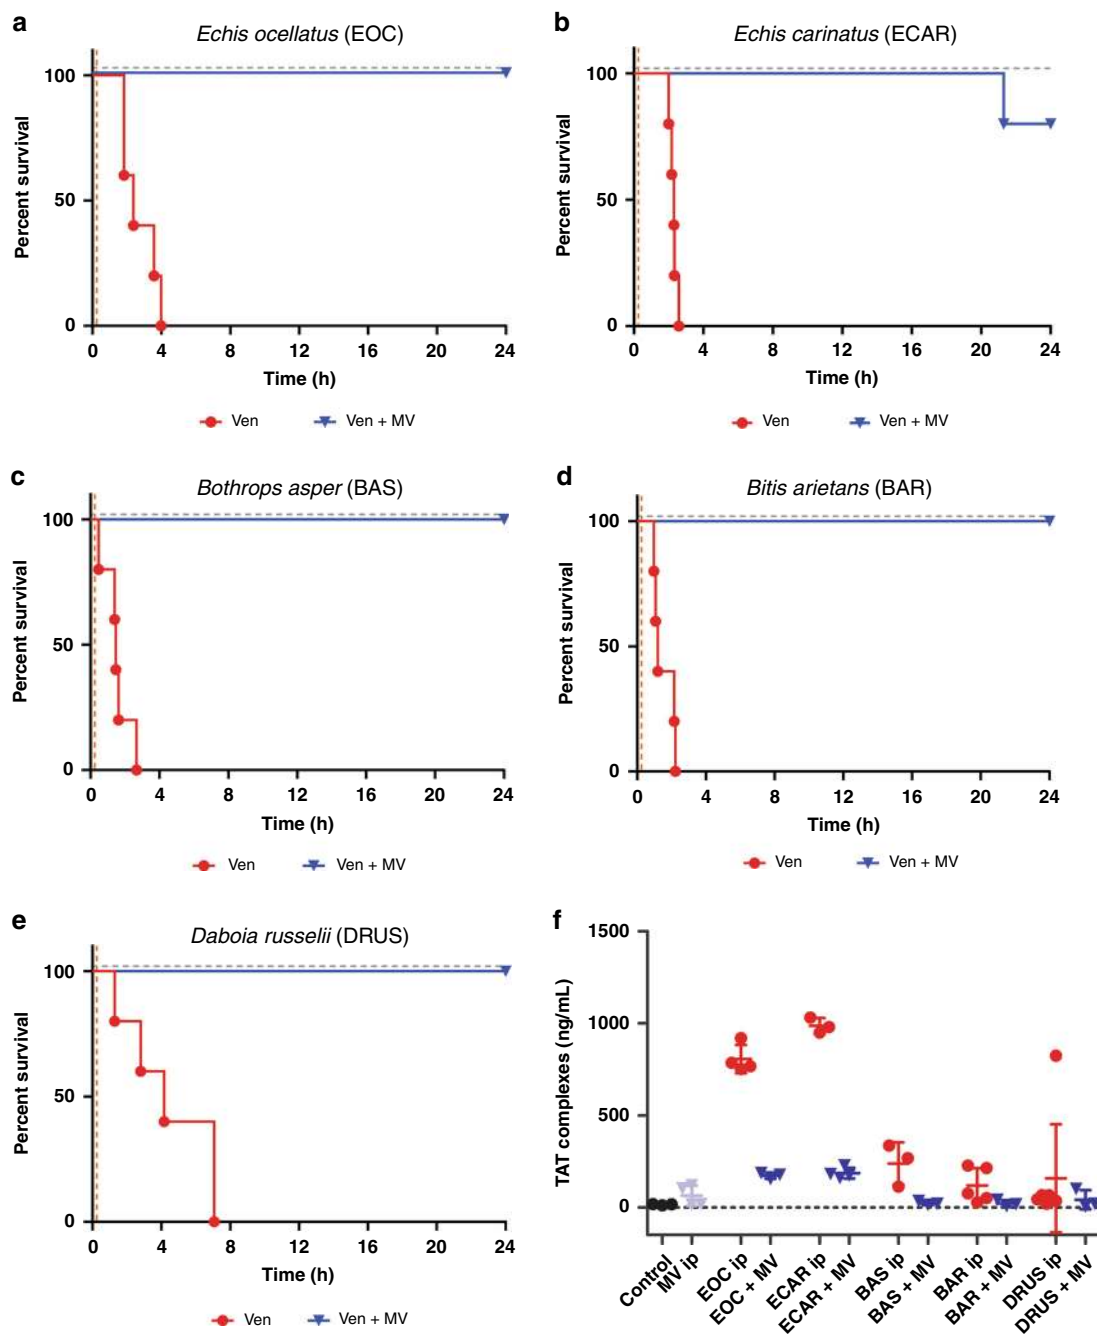 a
Echis ocellatus (EOC)
Percent survival
100
50
0
0 4 8 12 16 20 24
Time (h)
Ven Ven + MV
b
Echis carinatus (ECAR)
Percent survival
100
50
0
0 4 8 12 16 20 24
Time (h)
Ven Ven + MV
c
Bothrops asper (BAS)
Percent survival
100
50
0
0 4 8 12 16 20 24
Time (h)
Ven Ven + MV
d
Bitis arietans (BAR)
Percent survival
100
50
0
0 4 8 12 16 20 24
Time (h)
Ven Ven + MV
e
Daboia russelii (DRUS)
Percent survival
100
50
0
0 4 8 12 16 20 24
Time (h)
Ven Ven + MV
f
TAT complexes (ng/mL)
1500
1000
500
0
Control
MV ip
EOC ip
EOC + MV
ECAR ip
ECAR + MV
BAS ip
BAS + MV
BAR ip
BAR + MV
DRUS ip
DRUS + MV